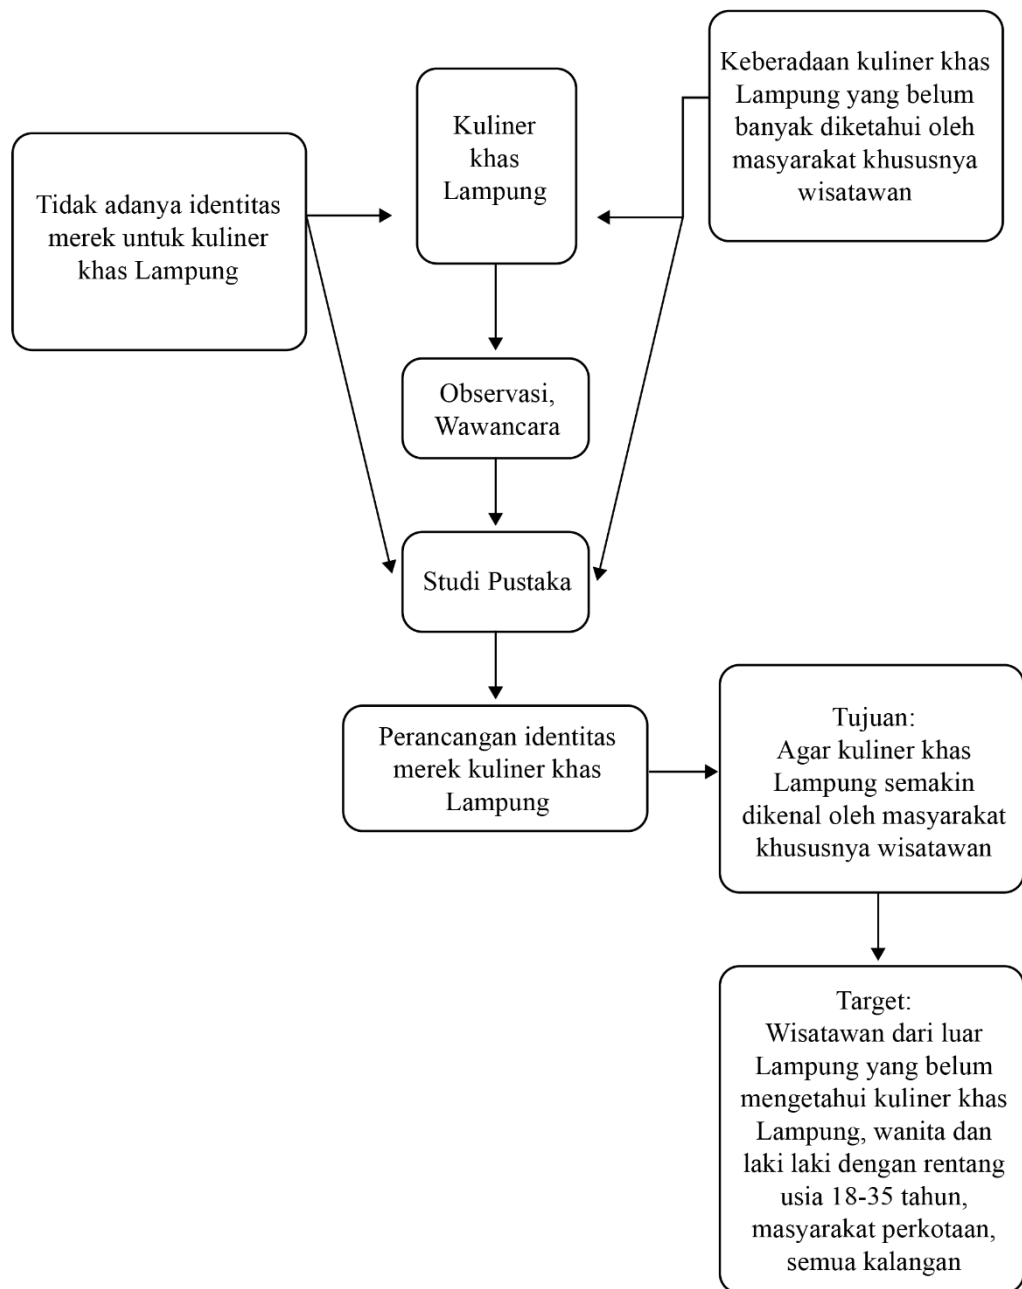 Keberadaan kuliner khas
Lampung yang belum
banyak diketahui oleh
masyarakat khususnya
wisatawan
Kuliner
khas
Lampung
Tidak adanya identitas
merek untuk kuliner
khas Lampung
Observasi,
Wawancara
Studi Pustaka
Perancangan identitas
merek kuliner khas
Lampung
Tujuan:
Agar kuliner khas
Lampung semakin
dikenal oleh masyarakat
khususnya wisatawan
Target:
Wisatawan dari luar
Lampung yang belum
mengetahui kuliner khas
Lampung, wanita dan
laki laki dengan rentang
usia 18-35 tahun,
masyarakat perkotaan,
semua kalangan